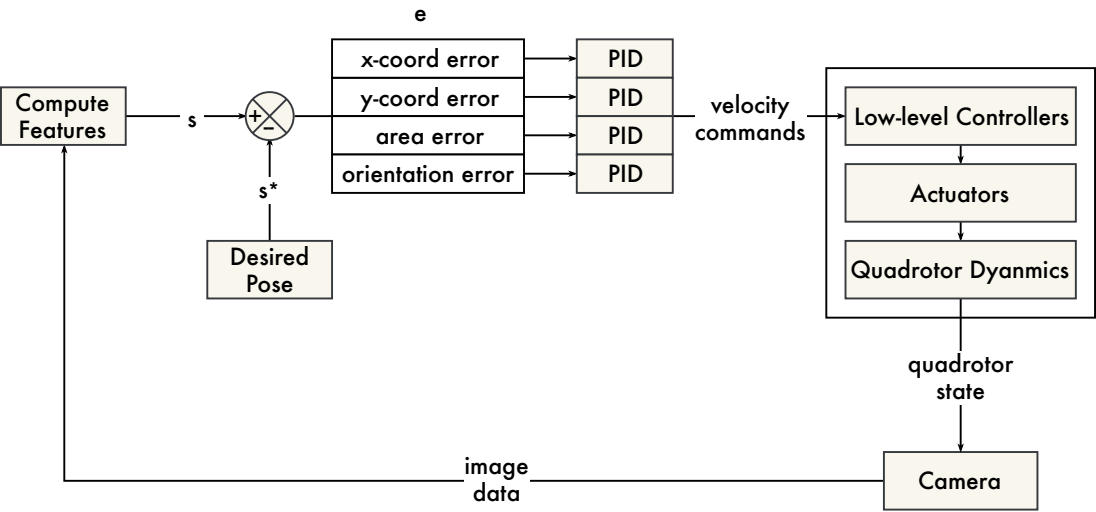 e
x-coord error
PID
y-coord error
PID
area error
PID
orientation error
PID
Compute
Features
s
+
−
s*
Desired
Pose
velocity
commands
Low-level Controllers
Actuators
Quadrotor Dyanmics
quadrotor
state
Camera
image
data